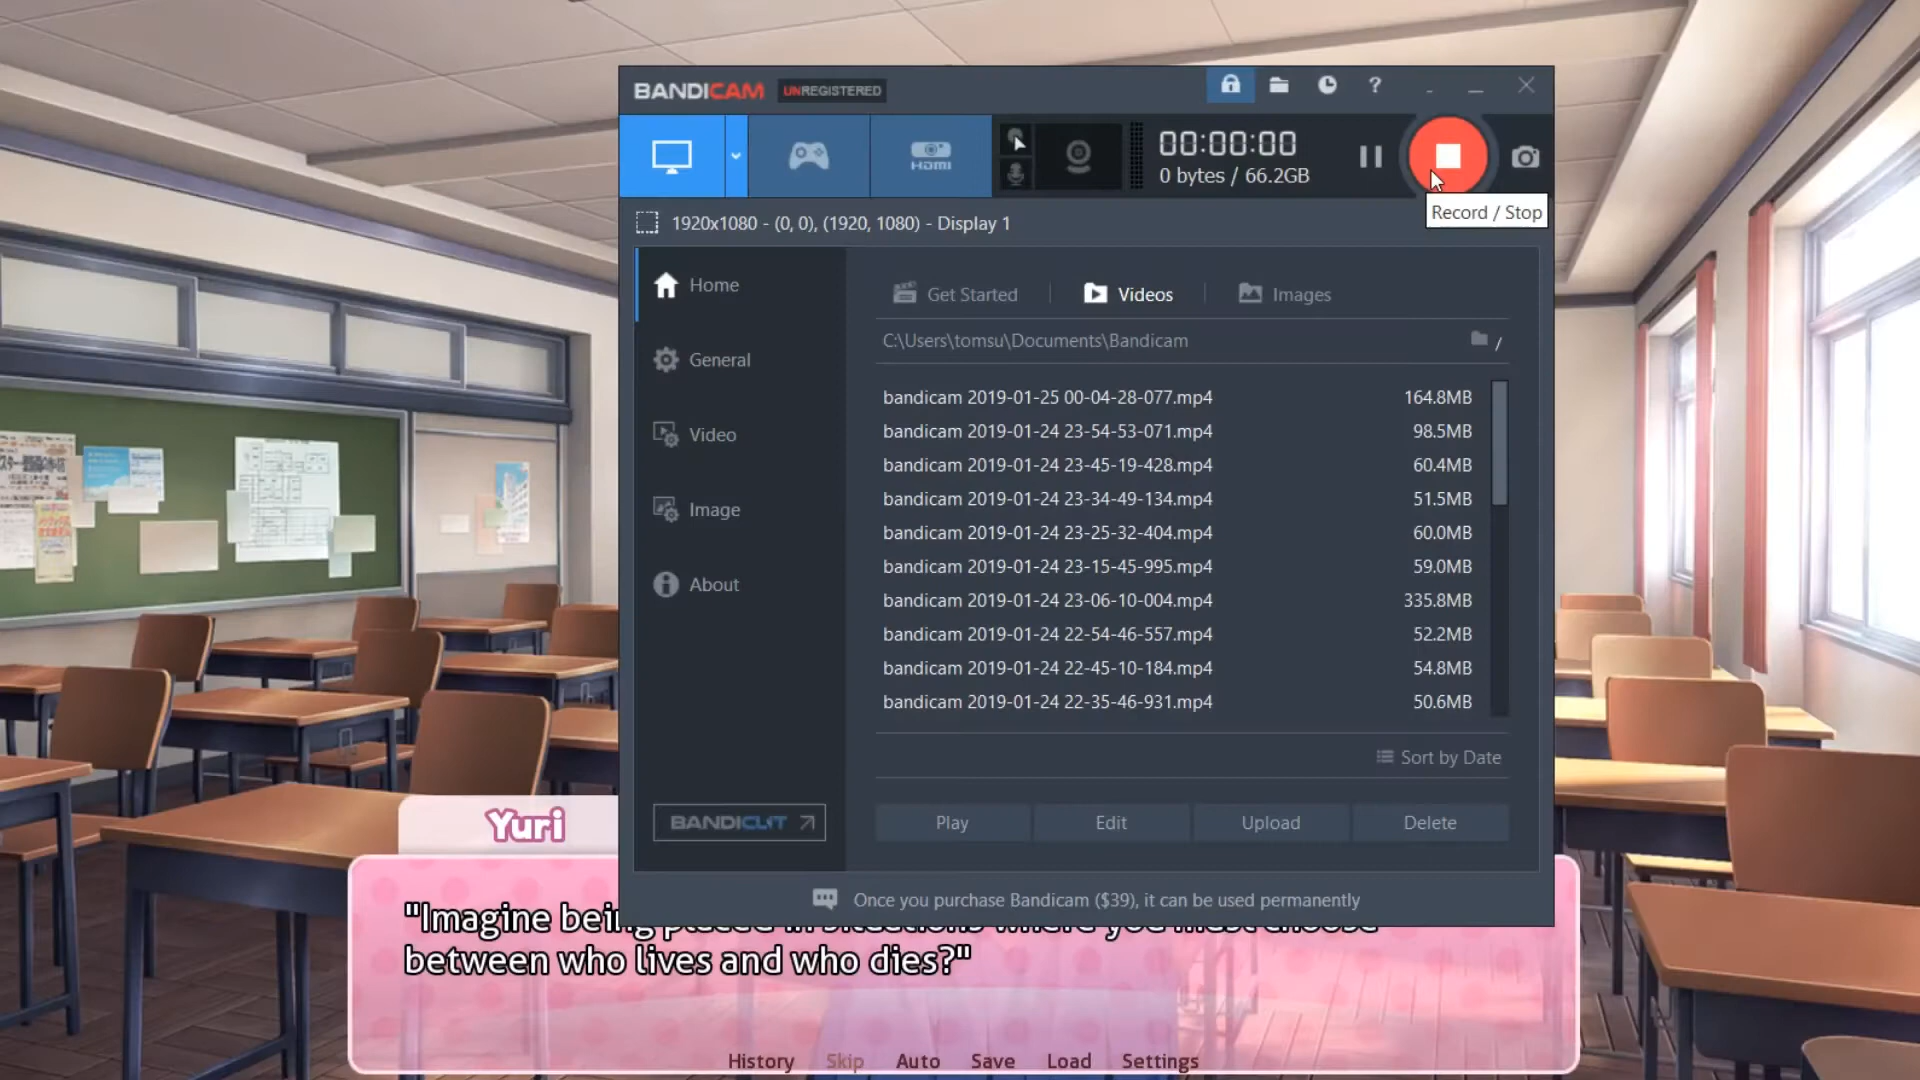 BANDICAM UNREGISTERED
?
HDMI
00:00:00
0 bytes / 66.2GB
Record / Stop
1920x1080 - (0, 0), (1920, 1080) - Display 1
Home
General
Video
Image
About
BANDICUT
Get Started
Videos
Images
C:\Users\tomsu\Documents\Bandicam
/
bandicam 2019-01-25 00-04-28-077.mp4 164.8MB
bandicam 2019-01-24 23-54-53-071.mp4 98.5MB
bandicam 2019-01-24 23-45-19-428.mp4 60.4MB
bandicam 2019-01-24 23-34-49-134.mp4 51.5MB
bandicam 2019-01-24 23-25-32-404.mp4 60.0MB
bandicam 2019-01-24 23-15-45-995.mp4 59.0MB
bandicam 2019-01-24 23-06-10-004.mp4 335.8MB
bandicam 2019-01-24 22-54-46-557.mp4 52.2MB
bandicam 2019-01-24 22-45-10-184.mp4 54.8MB
bandicam 2019-01-24 22-35-46-931.mp4 50.6MB
Sort by Date
Play Edit Upload Delete
Once you purchase Bandicam ($39), it can be used permanently
Yuri
"Imagine being placed in situations where you must choose
between who lives and who dies?"
History Skip Auto Save Load Settings